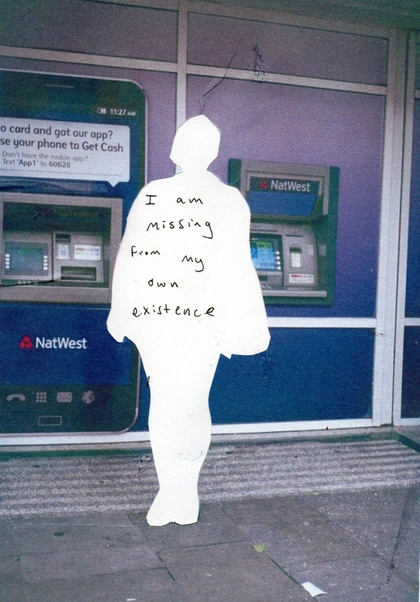 11:27 AM
o card and got our app?
se your phone to Get Cash
Don't have the mobile app?
Text 'App1' to 60628
NatWest
I am
missing
from my
own
existence
NatWest